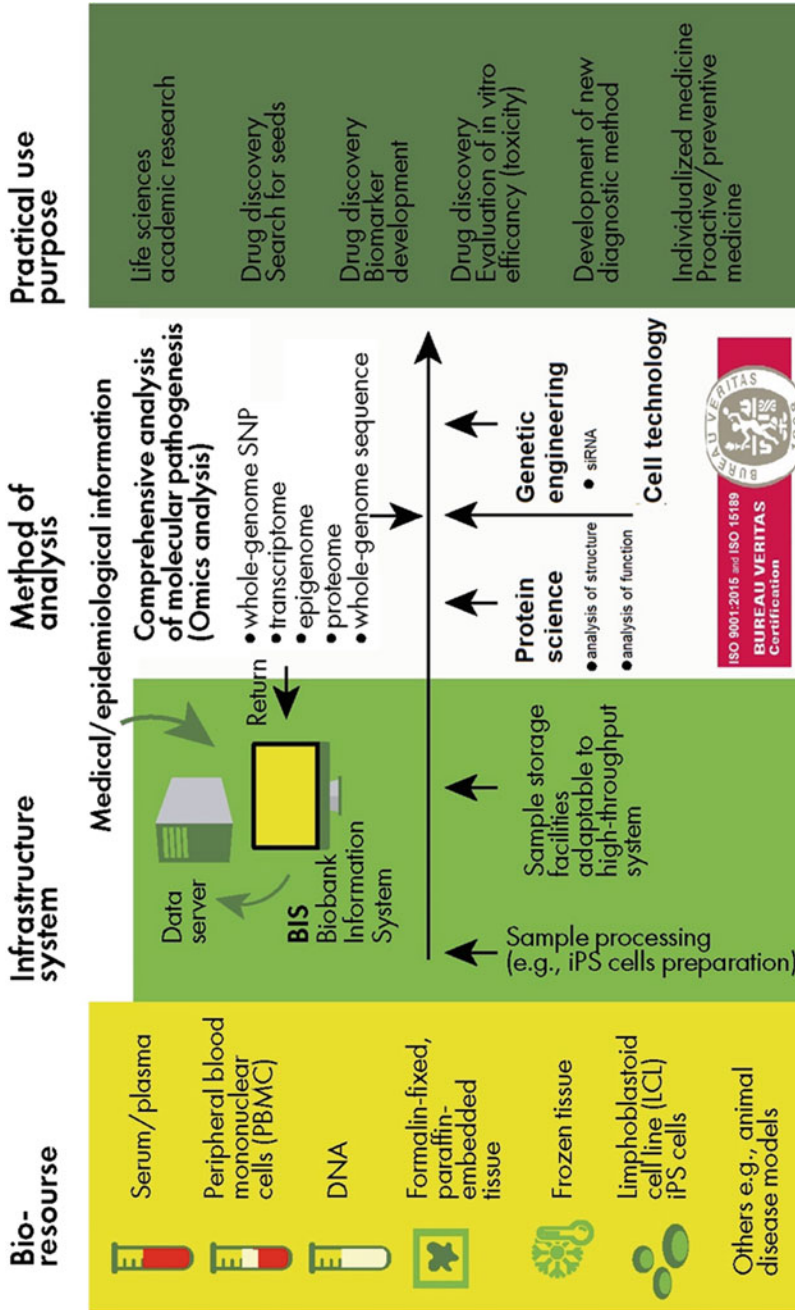 Bio-
resourse
Serum/plasma
Peripheral blood
mononuclear
cells (PBMC)
DNA
Formalin-fixed,
paraffin-
embedded
tissue
Frozen tissue
Limphoblastoid
cell line (LCL)
iPS cells
Others e.g., animal
disease models
Infrastructure
system
Data
server
BIS
Biobank
Information
System
Sample processing
(e.g., iPS cells preparation)
Sample storage
facilities
adaptable to
high-throughput
system
Method of
analysis
Medical/epidemiological information
Comprehensive analysis
of molecular pathogenesis
(Omics analysis)
Return
• whole-genome SNP
• transcriptome
• epigenome
• proteome
• whole-genome sequence
Protein
science
• analysis of structure
• analysis of function
Genetic
engineering
• siRNA
Cell technology
ISO 9001:2015 and ISO 15189
BUREAU VERITAS
Certification
BUREAU VERITAS
1828
Practical use
purpose
Life sciences
academic research
Drug discovery
Search for seeds
Drug discovery
Biomarker
development
Drug discovery
Evaluation of in vitro
efficancy (toxicity)
Development of new
diagnostic method
Individualized medicine
Proactive/preventive
medicine